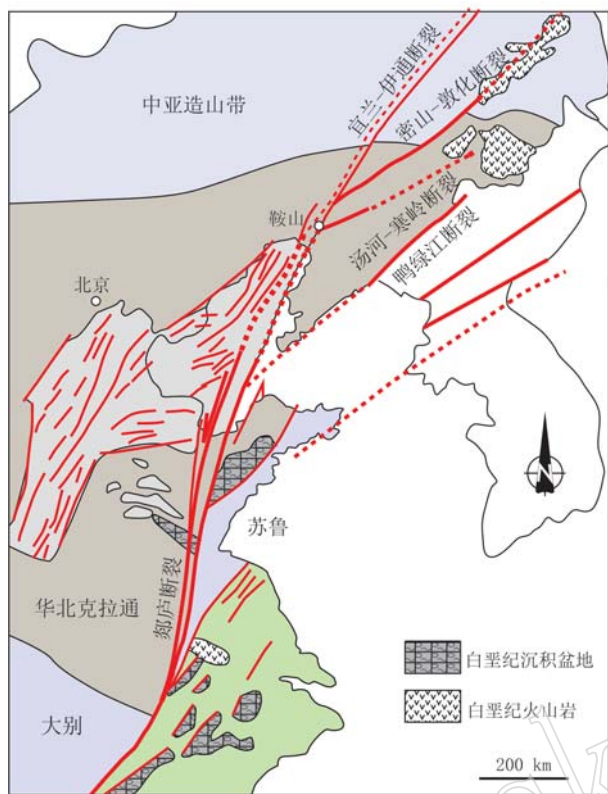 宜兰-伊通断裂
中亚造山带
密山-敦化断裂
鞍山
汤河-寒岭断裂
鸭绿江断裂
北京
N
苏鲁
郯庐断裂
华北克拉通
白垩纪沉积盆地
大别
白垩纪火山岩
200 km